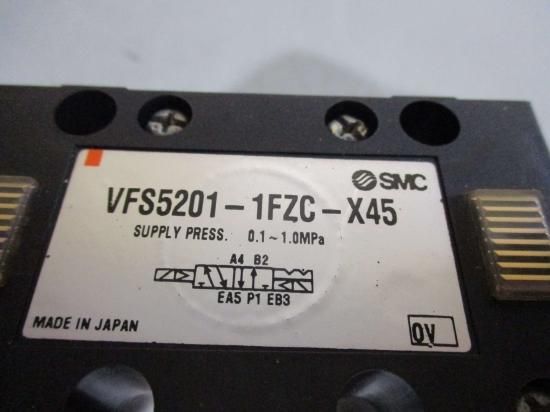 SMC
VFS5201-1FZC-X45
SUPPLY PRESS. 0.1~1.0MPa
A4 B2
EA5 P1 EB3
MADE IN JAPAN
QV